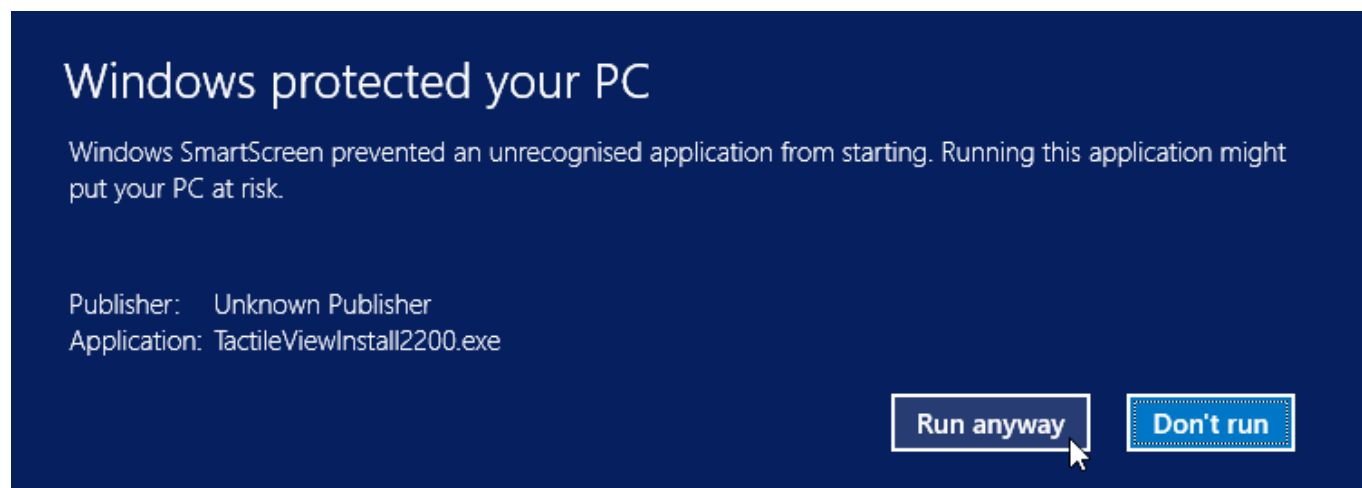 Windows protected your PC
Windows SmartScreen prevented an unrecognised application from starting. Running this application might
put your PC at risk.
Publisher: Unknown Publisher
Application: TactileViewInstall2200.exe
Run anyway Don't run